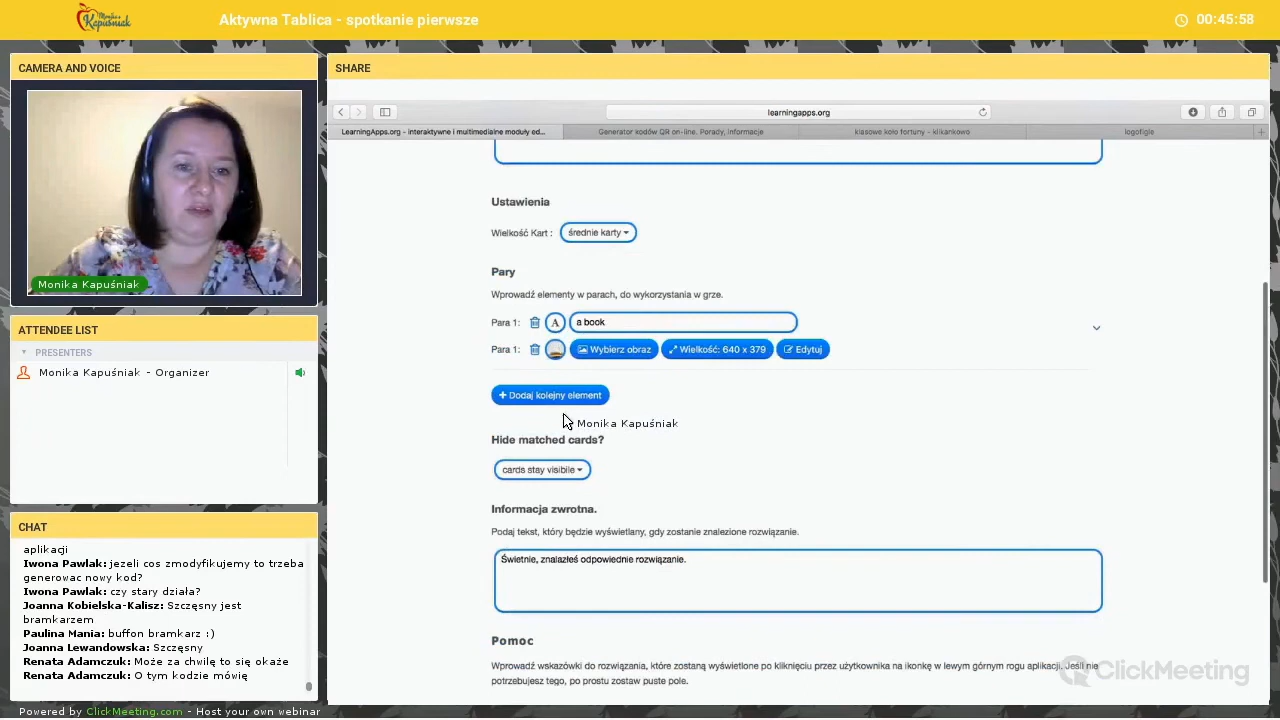 Monika
Kapuśniak
Aktywna Tablica - spotkanie pierwsze
00:45:58
CAMERA AND VOICE
Monika Kapuśniak
ATTENDEE LIST
PRESENTERS
Monika Kapuśniak - Organizer
CHAT
aplikacji
Iwona Pawlak: jezeli cos zmodyfikujemy to trzeba
generowac nowy kod?
Iwona Pawlak: czy stary działa?
Joanna Kobielska-Kalisz: Szczęsny jest
bramkarzem
Paulina Mania: buffon bramkarz :)
Joanna Lewandowska: Szczęsny
Renata Adamczuk: Może za chwilę to się okaże
Renata Adamczuk: O tym kodzie mówię
Powered by ClickMeeting.com - Host your own webinar
SHARE
learningapps.org
LearningApps.org - interaktywne i multimedialne moduły ed...
Generator kodów QR on-line. Porady, informacje
klasowe koło fortuny - kilkankowo
logofigle
Ustawienia
Wielkość Kart :
średnie karty
Pary
Wprowadź elementy w parach, do wykorzystania w grze.
Para 1:
A
a book
Para 1:
Wybierz obraz
Wielkość: 640 x 379
Edytuj
+ Dodaj kolejny element
Monika Kapuśniak
Hide matched cards?
cards stay visibile
Informacja zwrotna.
Podaj tekst, który będzie wyświetlany, gdy zostanie znalezione rozwiązanie.
Świetnie, znalazłeś odpowiednie rozwiązanie.
Pomoc
Wprowadź wskazówki do rozwiązania, które zostaną wyświetlone po kliknięciu przez użytkownika na ikonkę w lewym górnym rogu aplikacji. Jeśli nie
potrzebujesz tego, po prostu zostaw puste pole.
ClickMeeting